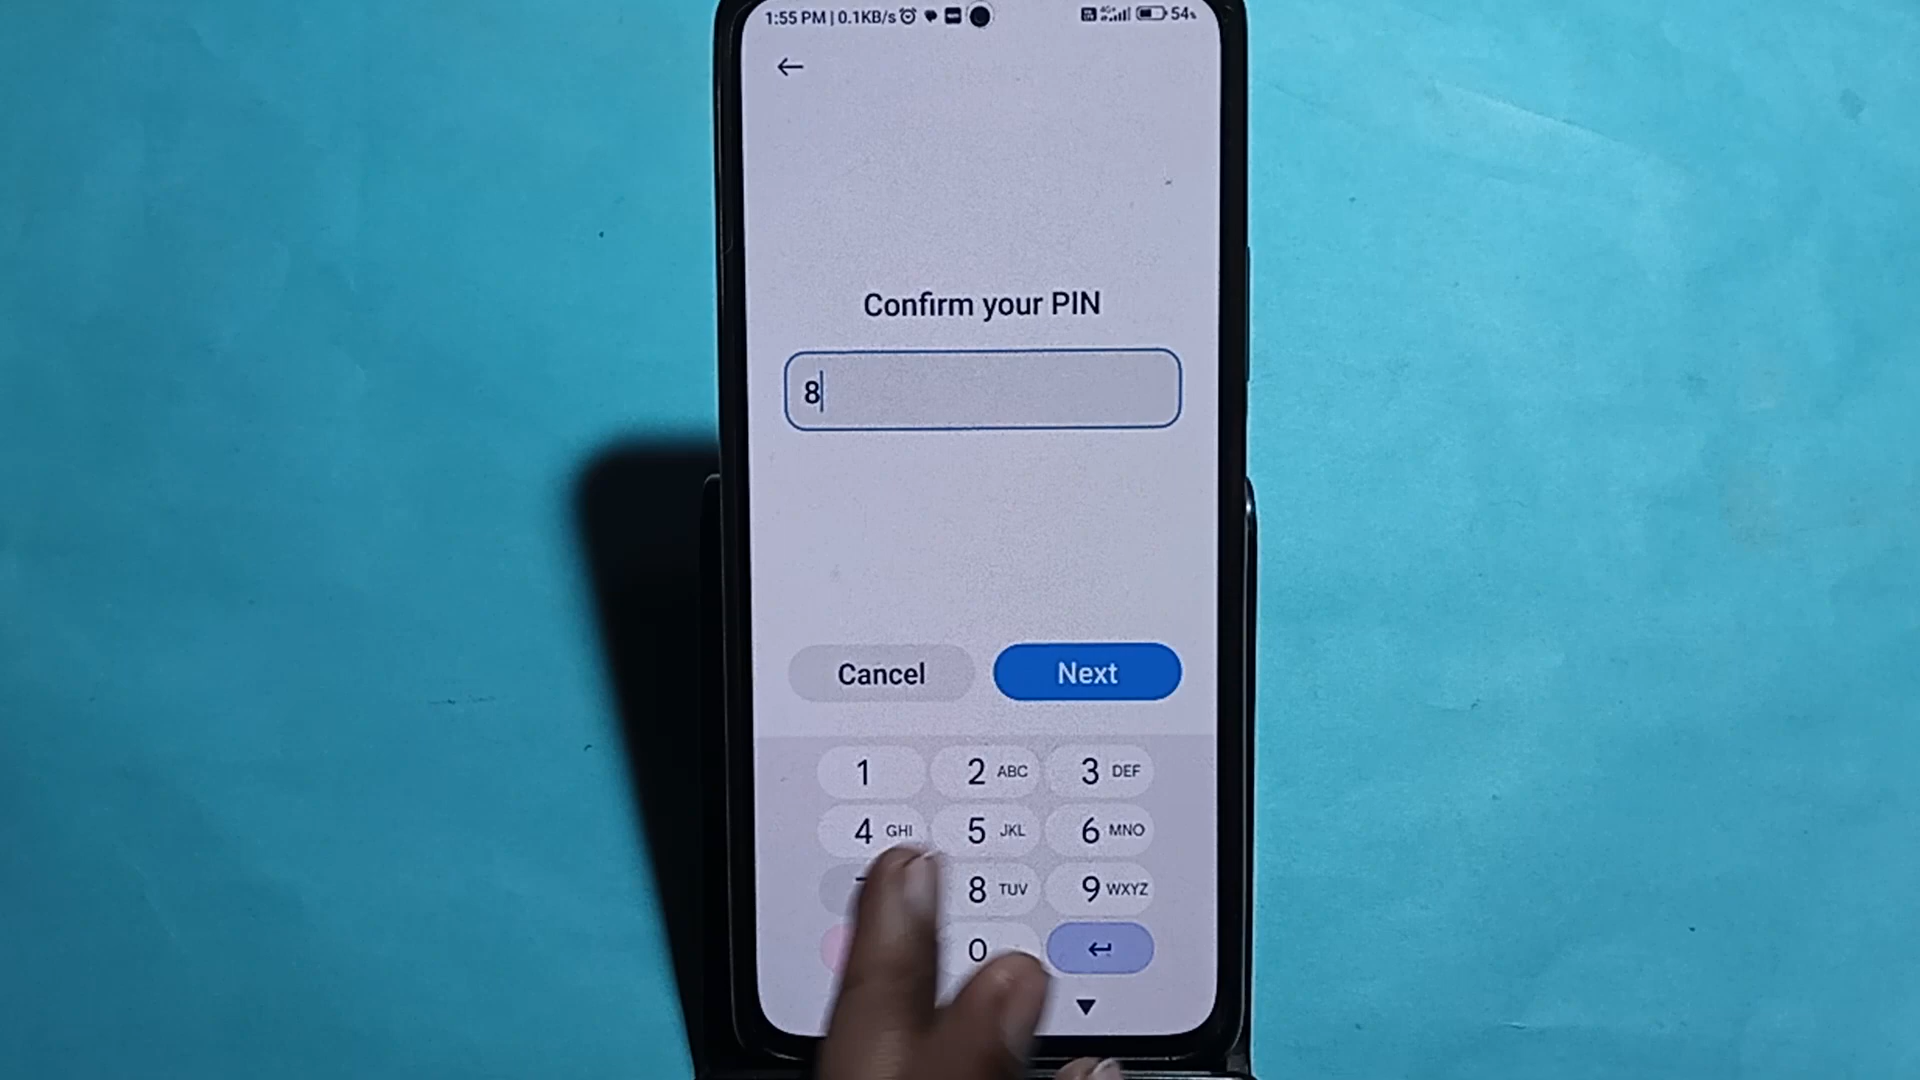 1:55 PM | 0.1KB/s 4G+ 54%
Confirm your PIN
8
Cancel Next
1 2 ABC 3 DEF
4 GHI 5 JKL 6 MNO
8 TUV 9 WXYZ
0